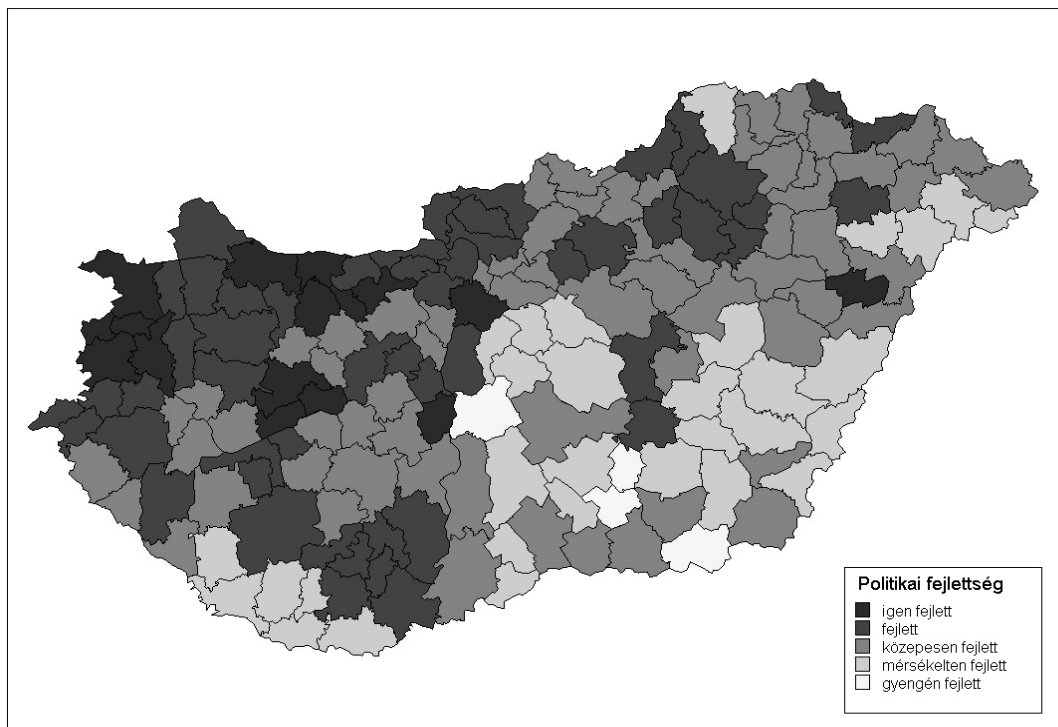 Politikai fejlettség
igen fejlett
fejlett
közepesen fejlett
mérsékelten fejlett
gyengén fejlett